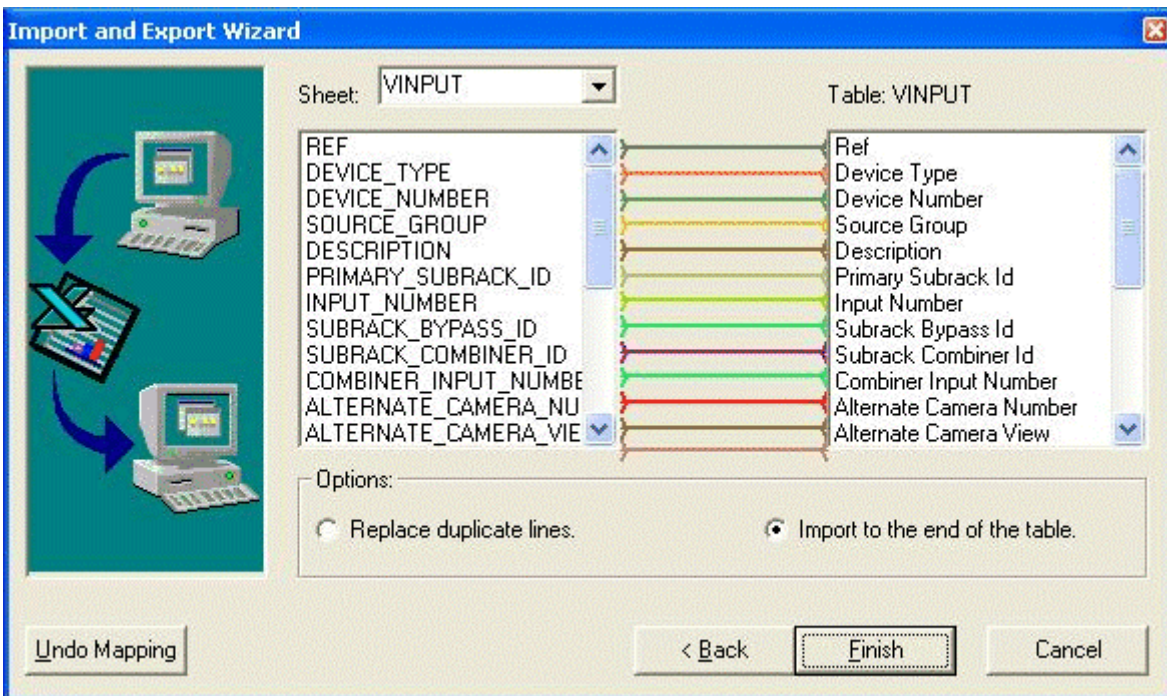 Import and Export Wizard
Sheet: VINPUT
Table: VINPUT
REF
DEVICE_TYPE
DEVICE_NUMBER
SOURCE_GROUP
DESCRIPTION
PRIMARY_SUBRACK_ID
INPUT_NUMBER
SUBRACK_BYPASS_ID
SUBRACK_COMBINER_ID
COMBINER_INPUT_NUMBE
ALTERNATE_CAMERA_NU
ALTERNATE_CAMERA_VIE
Ref
Device Type
Device Number
Source Group
Description
Primary Subrack Id
Input Number
Subrack Bypass Id
Subrack Combiner Id
Combiner Input Number
Alternate Camera Number
Alternate Camera View
Options:
Replace duplicate lines.
Import to the end of the table.
Undo Mapping
< Back
Finish
Cancel